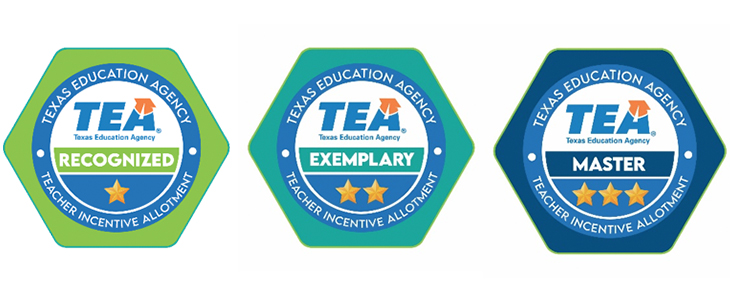 TEXAS EDUCATION AGENCY
TEA®
Texas Education Agency
RECOGNIZED
TEACHER INCENTIVE ALLOTMENT
TEXAS EDUCATION AGENCY
TEA®
Texas Education Agency
EXEMPLARY
TEACHER INCENTIVE ALLOTMENT
TEXAS EDUCATION AGENCY
TEA®
Texas Education Agency
MASTER
TEACHER INCENTIVE ALLOTMENT